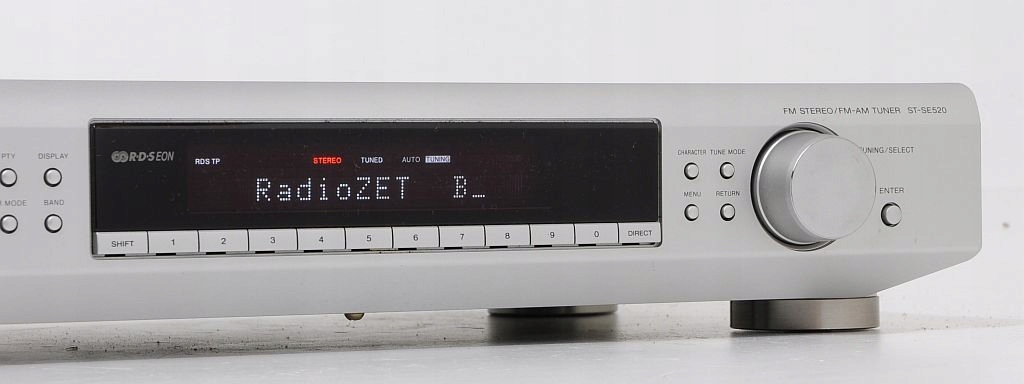 FM STEREO/FM-AM TUNER ST-SE520
R·D·S EON
RDS TP STEREO TUNED AUTO TUNING
RadioZET B_
PTY DISPLAY
MODE BAND
SHIFT 1 2 3 4 5 6 7 8 9 0 DIRECT
CHARACTER TUNE MODE
MENU RETURN
TUNING/SELECT
ENTER